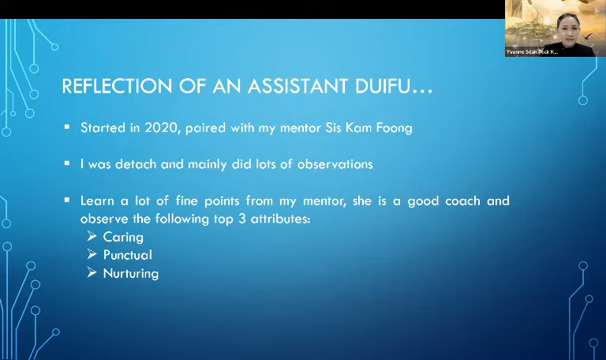 REFLECTION OF AN ASSISTANT DUIFU…
▪ Started in 2020, paired with my mentor Sis Kam Foong
▪ I was detach and mainly did lots of observations
▪ Learn a lot of fine points from my mentor, she is a good coach and
observe the following top 3 attributes:
➢ Caring
➢ Punctual
➢ Nurturing
Yvonne